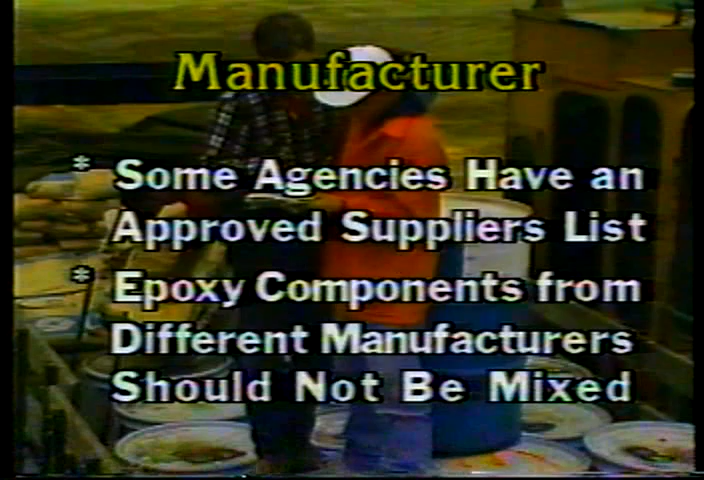 Manufacturer
* Some Agencies Have an
Approved Suppliers List
* Epoxy Components from
Different Manufacturers
Should Not Be Mixed